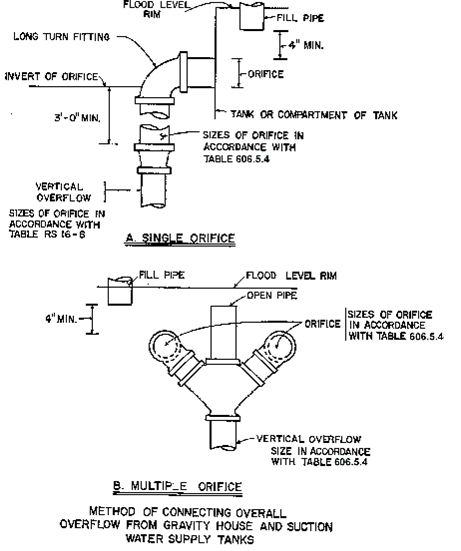 FLOOD LEVEL
RIM
FILL PIPE
4" MIN.
LONG TURN FITTING
ORIFICE
INVERT OF ORIFICE
3'-0" MIN.
TANK OR COMPARTMENT OF TANK
SIZES OF ORIFICE IN
ACCORDANCE WITH
TABLE 606.5.4
VERTICAL
OVERFLOW
SIZES OF ORIFICE IN
ACCORDANCE WITH
TABLE RS 16-8
A. SINGLE ORIFICE
FILL PIPE
FLOOD LEVEL RIM
OPEN PIPE
4" MIN.
ORIFICE
SIZES OF ORIFICE
IN ACCORDANCE
WITH TABLE 606.5.4
VERTICAL OVERFLOW
SIZE IN ACCORDANCE
WITH TABLE 606.5.4
B. MULTIPLE ORIFICE
METHOD OF CONNECTING OVERALL
OVERFLOW FROM GRAVITY HOUSE AND SUCTION
WATER SUPPLY TANKS